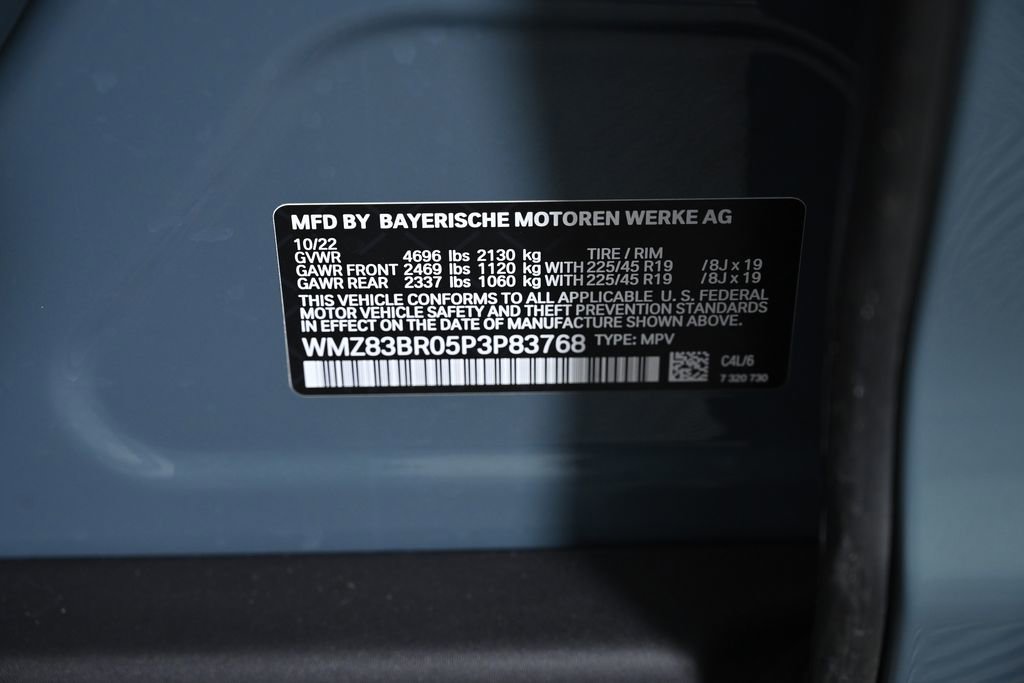 MFD BY BAYERISCHE MOTOREN WERKE AG
10/22
GVWR 4696 lbs 2130 kg TIRE / RIM
GAWR FRONT 2469 lbs 1120 kg WITH 225/45 R19 /8J x 19
GAWR REAR 2337 lbs 1060 kg WITH 225/45 R19 /8J x 19
THIS VEHICLE CONFORMS TO ALL APPLICABLE U. S. FEDERAL
MOTOR VEHICLE SAFETY AND THEFT PREVENTION STANDARDS
IN EFFECT ON THE DATE OF MANUFACTURE SHOWN ABOVE.
WMZ83BR05P3P83768 TYPE: MPV
C4L/6
7 320 730